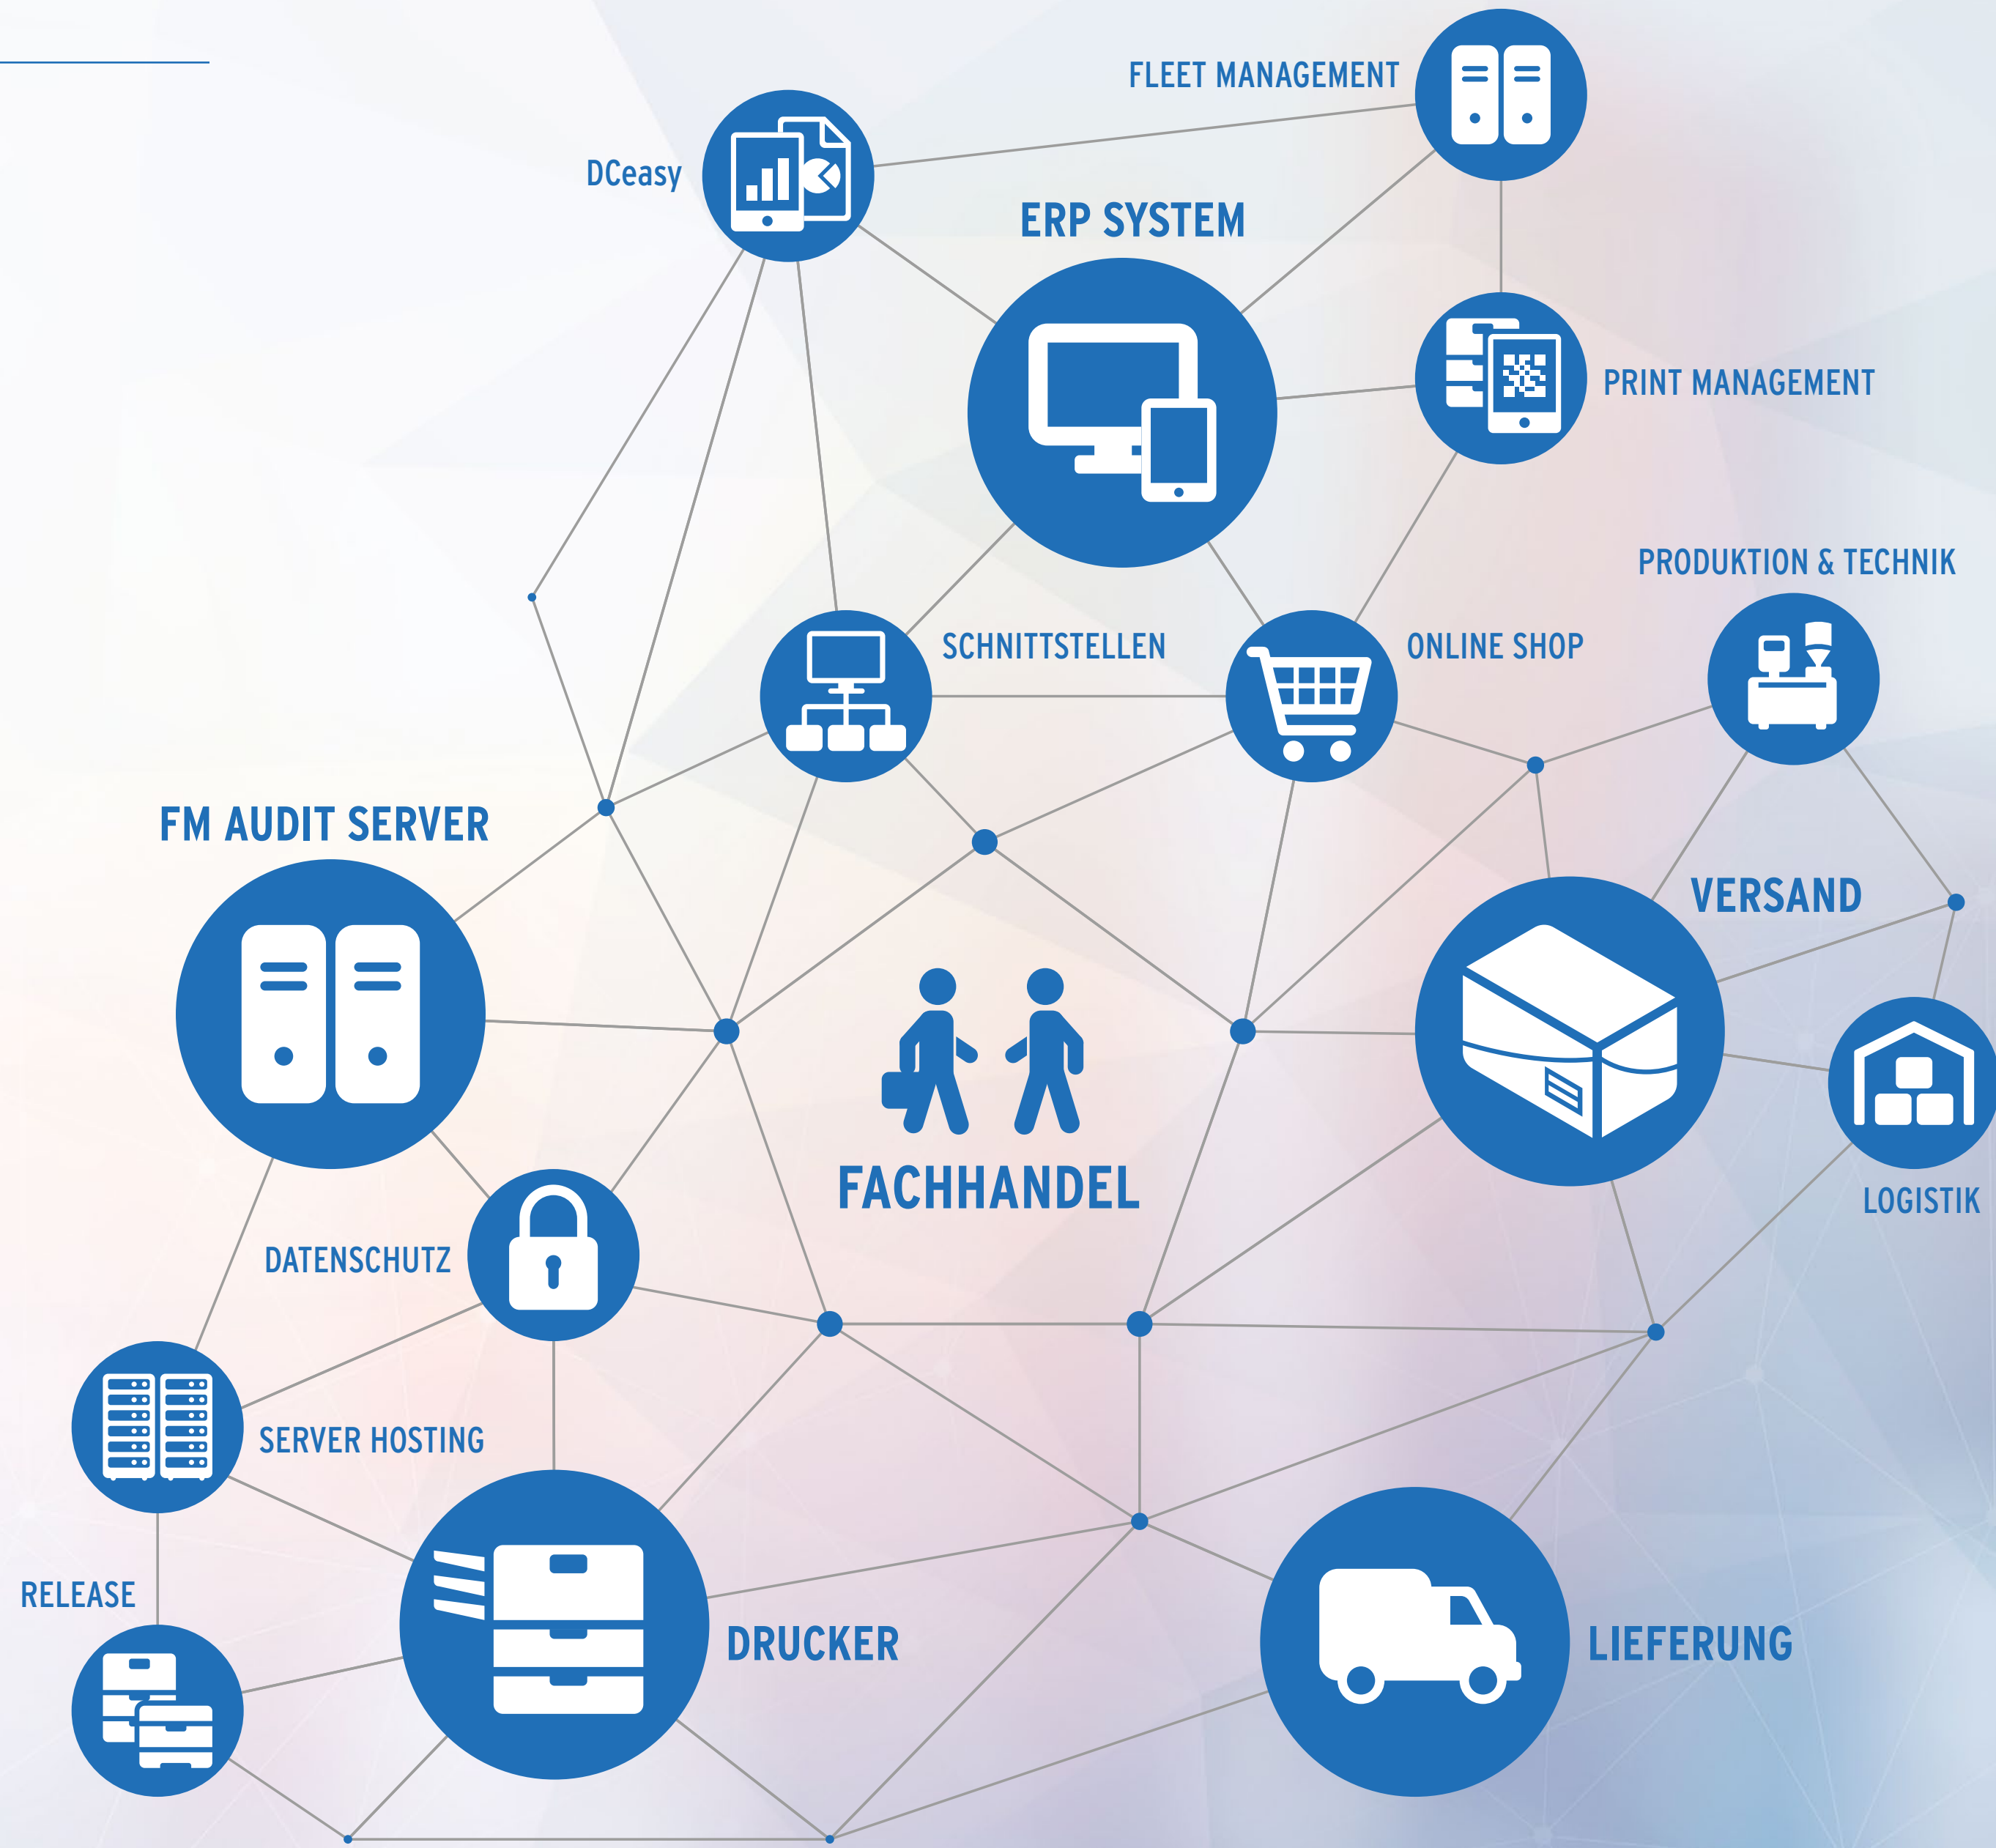 FLEET MANAGEMENT
DCeasy
ERP SYSTEM
PRINT MANAGEMENT
PRODUKTION & TECHNIK
SCHNITTSTELLEN
ONLINE SHOP
FM AUDIT SERVER
VERSAND
FACHHANDEL
LOGISTIK
DATENSCHUTZ
SERVER HOSTING
RELEASE
DRUCKER
LIEFERUNG